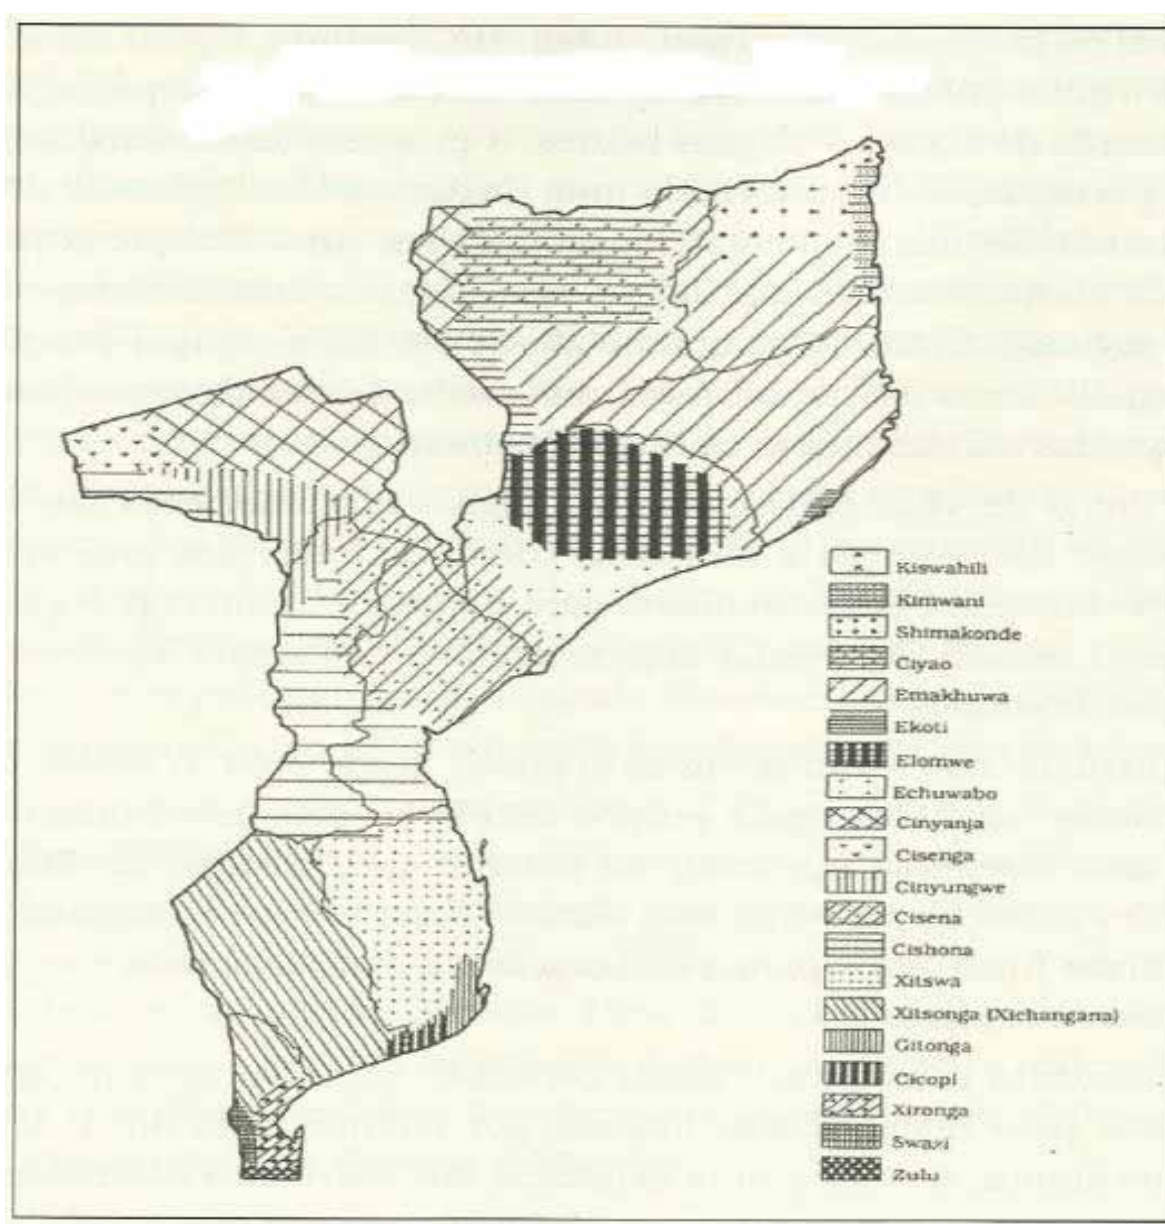 Kiswahili
Kimwani
Shimakonde
Ciyao
Emakhuwa
Ekoti
Elomwe
Echuwabo
Cinyanja
Cisenga
Cinyungwe
Cisena
Cishona
Xitswa
Xitsonga (Xichangana)
Gitonga
Cicopi
Xironga
Swazi
Zulu